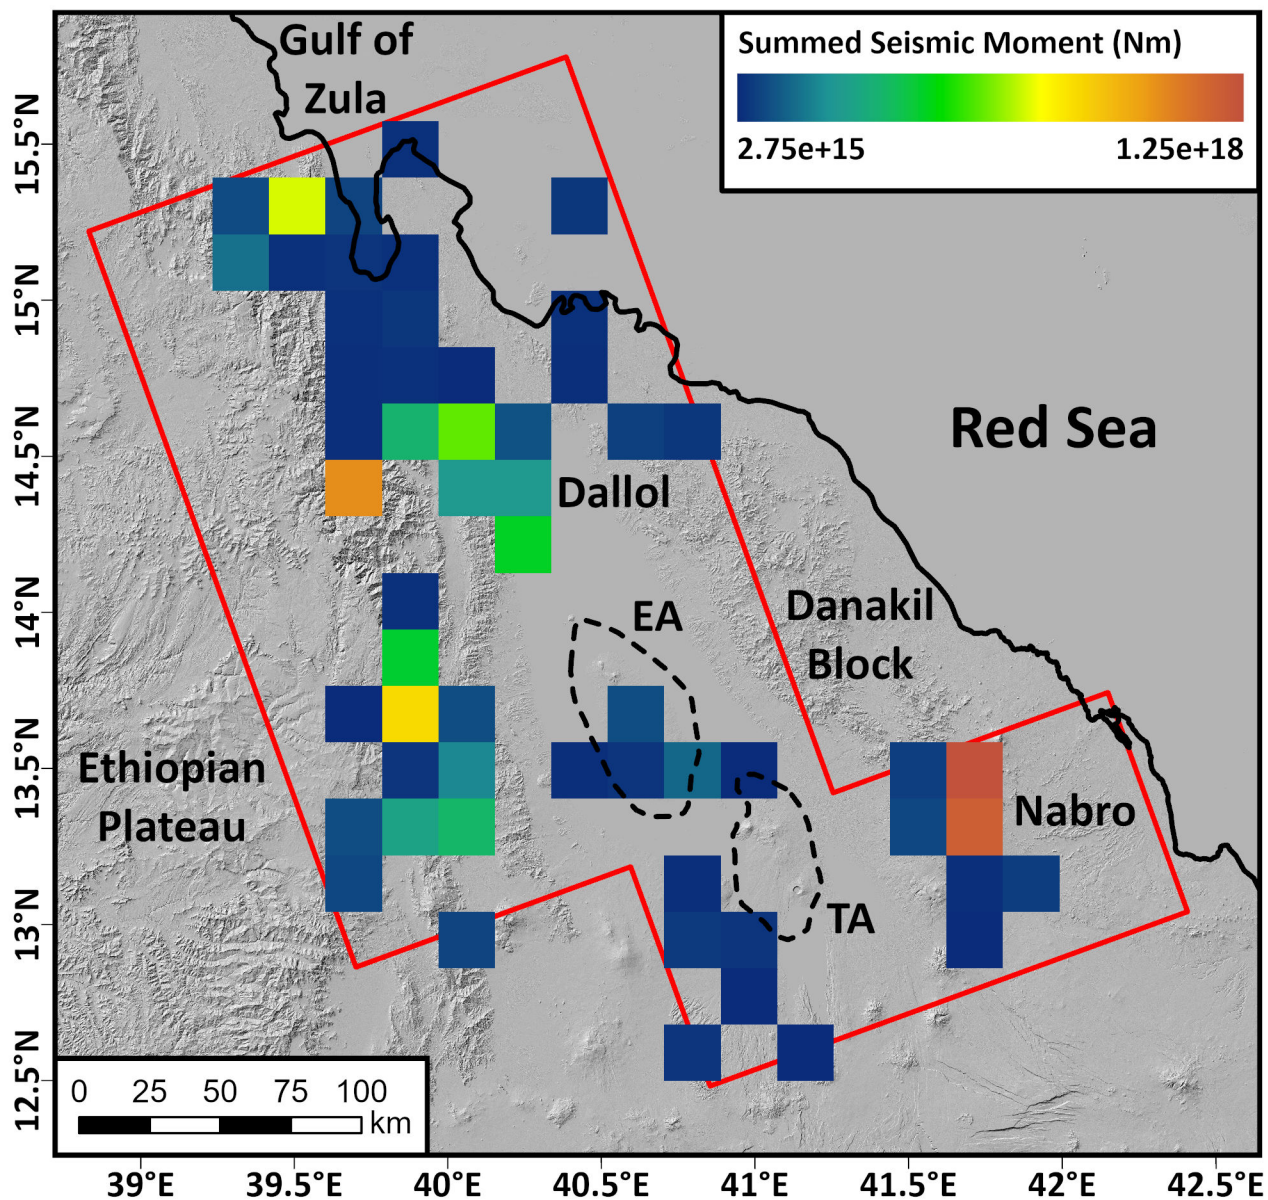 Gulf of
Zula
Summed Seismic Moment (Nm)
2.75e+15
1.25e+18
Red Sea
Dallol
Danakil
Block
EA
Ethiopian
Plateau
Nabro
TA
0
25
50
75
100
km
15.5°N
15°N
14.5°N
14°N
13.5°N
13°N
12.5°N
39°E
39.5°E
40°E
40.5°E
41°E
41.5°E
42°E
42.5°E